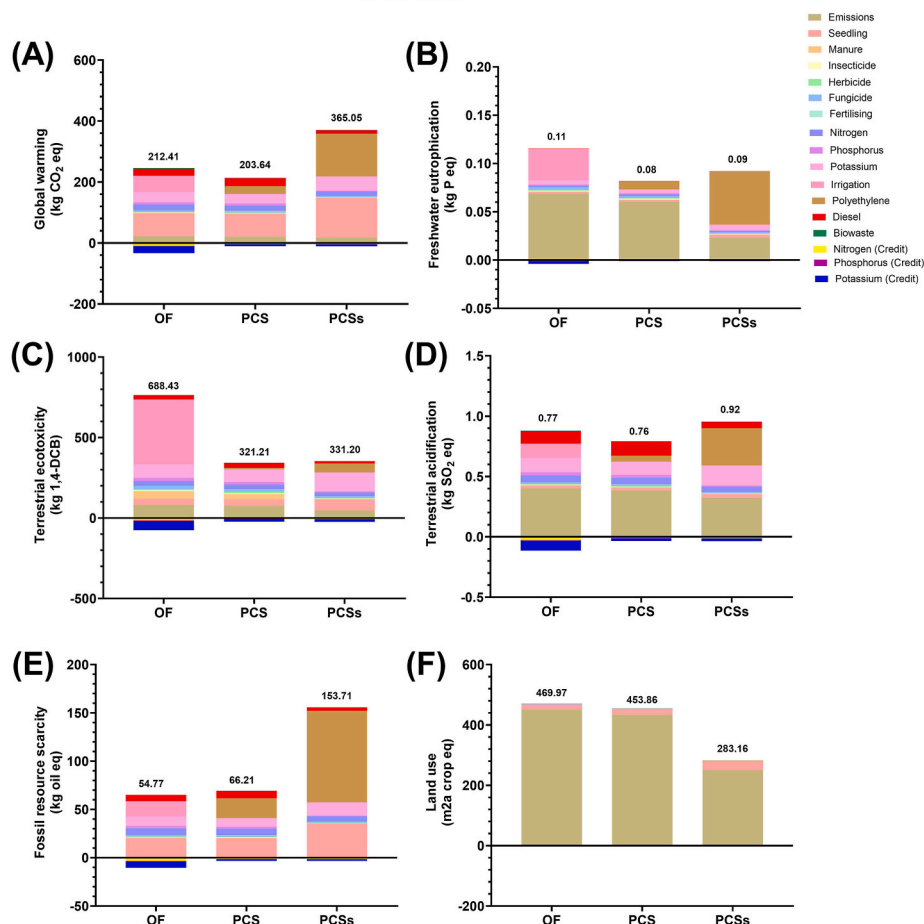 (A)
Global warming
(kg CO₂ eq)
600
400
200
0
-200
212.41
203.64
365.05
OF
PCS
PCSs
(B)
Freshwater eutrophication
(kg P eq)
0.20
0.15
0.10
0.05
0.00
-0.05
0.11
0.08
0.09
OF
PCS
PCSs
Emissions
Seedling
Manure
Insecticide
Herbicide
Fungicide
Fertilising
Nitrogen
Phosphorus
Potassium
Irrigation
Polyethylene
Diesel
Biowaste
Nitrogen (Credit)
Phosphorus (Credit)
Potassium (Credit)
(C)
Terrestrial ecotoxicity
(kg 1,4-DCB)
1000
500
0
-500
688.43
321.21
331.20
OF
PCS
PCSs
(D)
Terrestrial acidification
(kg SO₂ eq)
1.5
1.0
0.5
0.0
-0.5
0.77
0.76
0.92
OF
PCS
PCSs
(E)
Fossil resource scarcity
(kg oil eq)
200
150
100
50
0
-50
54.77
66.21
153.71
OF
PCS
PCSs
(F)
Land use
(m2a crop eq)
600
400
200
0
-200
469.97
453.86
283.16
OF
PCS
PCSs